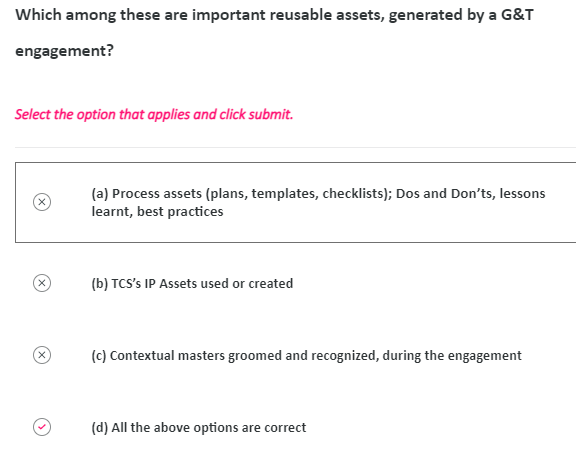 Which among these are important reusable assets, generated by a G&T
engagement?
Select the option that applies and click submit.
(a) Process assets (plans, templates, checklists); Dos and Don'ts, lessons
learnt, best practices
(b) TCS's IP Assets used or created
(c) Contextual masters groomed and recognized, during the engagement
(d) All the above options are correct